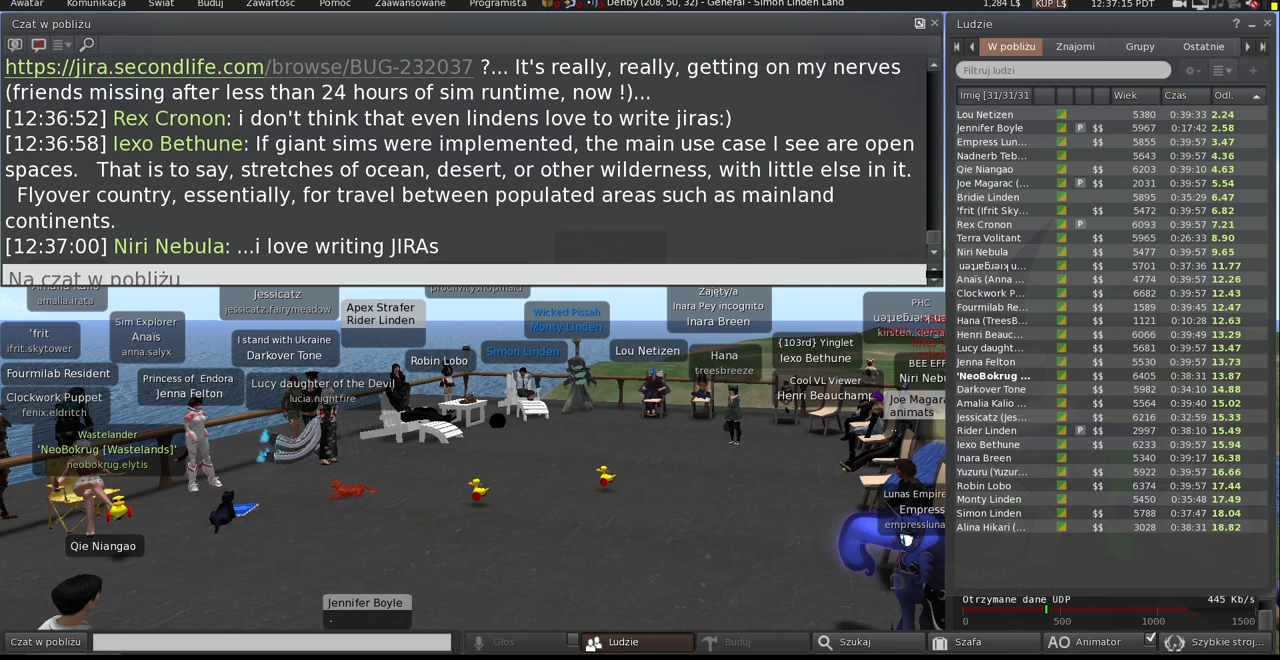 Awatar Komunikacja Świat Buduj Zawartość Pomoc Zaawansowane Programista Denby (208, 50, 32) - General - Simon Linden Land 1,284 L$ KUP L$ 12:37:15 PDT
Czat w pobliżu
https://jira.secondlife.com/browse/BUG-232037 ?... It's really, really, getting on my nerves
(friends missing after less than 24 hours of sim runtime, now !)...
[12:36:52] Rex Cronon: i don't think that even lindens love to write jiras:)
[12:36:58] Iexo Bethune: If giant sims were implemented, the main use case I see are open
spaces. That is to say, stretches of ocean, desert, or other wilderness, with little else in it.
Flyover country, essentially, for travel between populated areas such as mainland
continents.
[12:37:00] Niri Nebula: ...i love writing JIRAs
Na czat w pobliżu
amalia.irata
Jessicatz
jessicatz.fairymeadow
Apex Strafer
Rider Linden
Wicked Pissah
Monty Linden
Zajęty/a
Inara Pey incognito
Inara Breen
PHC
'frit
ifrit.skytower
Sim Explorer
Anais
anna.salyx
I stand with Ukraine
Darkover Tone
Robin Lobo
Simon Linden
Lou Netizen
Hana
treesbreeze
{103rd} Yinglet
Iexo Bethune
BEE EFF
Niri Neb
Fourmilab Resident
Clockwork Puppet
fenix.eldritch
Princess of Endora
Jenna Felton
Lucy daughter of the Devil
lucia.nightfire
Cool VL Viewer
Henri Beauchamp
Joe Magar
animats
Wastelander
'NeoBokrug [Wastelands]'
neobokrug.elytis
Lunas Empire
Empress
empressluna
Qie Niangao
Jennifer Boyle
.
Ludzie
W pobliżu Znajomi Grupy Ostatnie
Filtruj ludzi
Imię [31/31/31 Wiek Czas Odl.
Lou Netizen 5380 0:39:33 2.24
Jennifer Boyle P $$ 5967 0:17:42 2.58
Empress Lun... $$ 5855 0:39:57 3.47
Nadnerb Teb... 5643 0:39:57 4.36
Qie Niangao $$ 6203 0:39:10 4.63
Joe Magarac (... P $$ 2031 0:39:57 5.54
Bridie Linden 5895 0:35:29 6.47
'frit (Ifrit Sky... $$ 5472 0:39:57 6.82
Rex Cronon P 6093 0:39:57 7.21
Terra Volitant $$ 5965 0:26:33 8.90
Niri Nebula $$ 5477 0:39:57 9.65
$$ 5701 0:37:36 11.77
Anaïs (Anna ... $$ 4774 0:39:57 12.26
Clockwork P... $$ 6682 0:39:57 12.43
Fourmilab Re... $$ 1589 0:39:45 12.47
Hana (TreesB... $$ 1121 0:10:28 12.63
Henri Beauc... $$ 6066 0:39:49 13.29
Lucy daught... $$ 5681 0:39:57 13.47
Jenna Felton $$ 5530 0:39:57 13.73
'NeoBokrug ... $$ 6405 0:38:31 13.87
Darkover Tone $$ 5982 0:34:10 14.88
Amalia Kalio ... $$ 5564 0:39:40 15.02
Jessicatz (Jes... $$ 6216 0:32:59 15.33
Rider Linden P $$ 2997 0:38:10 15.49
Iexo Bethune $$ 6233 0:39:57 15.94
Inara Breen 5340 0:39:17 16.38
Yuzuru (Yuzur... $$ 5922 0:39:57 16.66
Robin Lobo $$ 6374 0:39:57 17.44
Monty Linden 5450 0:35:48 17.49
Simon Linden $$ 5788 0:37:47 18.04
Alina Hikari (... $$ 3028 0:38:31 18.82
Otrzymane dane UDP 445 Kb/s
0 500 1000 1500
Czat w pobliżu Głos Ludzie Buduj Szukaj Szafa AO Animator Szybkie stroj...